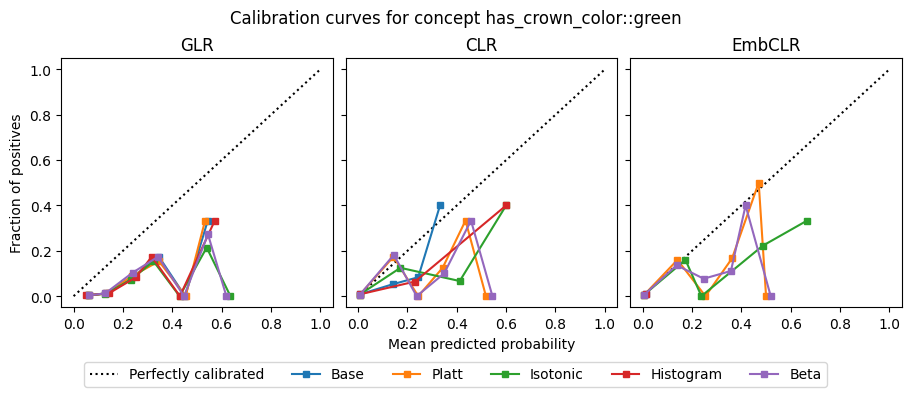 Calibration curves for concept has_crown_color::green
GLR
CLR
EmbCLR
Fraction of positives
1.0
0.8
0.6
0.4
0.2
0.0
0.0 0.2 0.4 0.6 0.8 1.0
0.0 0.2 0.4 0.6 0.8 1.0
0.0 0.2 0.4 0.6 0.8 1.0
Mean predicted probability
Perfectly calibrated Base Platt Isotonic Histogram Beta